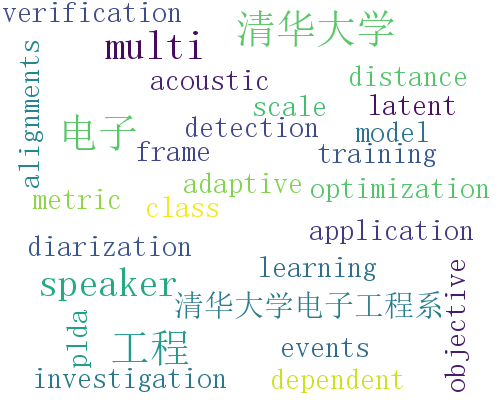 verification
清华大学
multi
alignments
acoustic
distance
scale
latent
电子
detection
model
frame
training
adaptive
optimization
metric
class
application
diarization
learning
speaker
objective
清华大学电子工程系
plda
工程
events
investigation
dependent